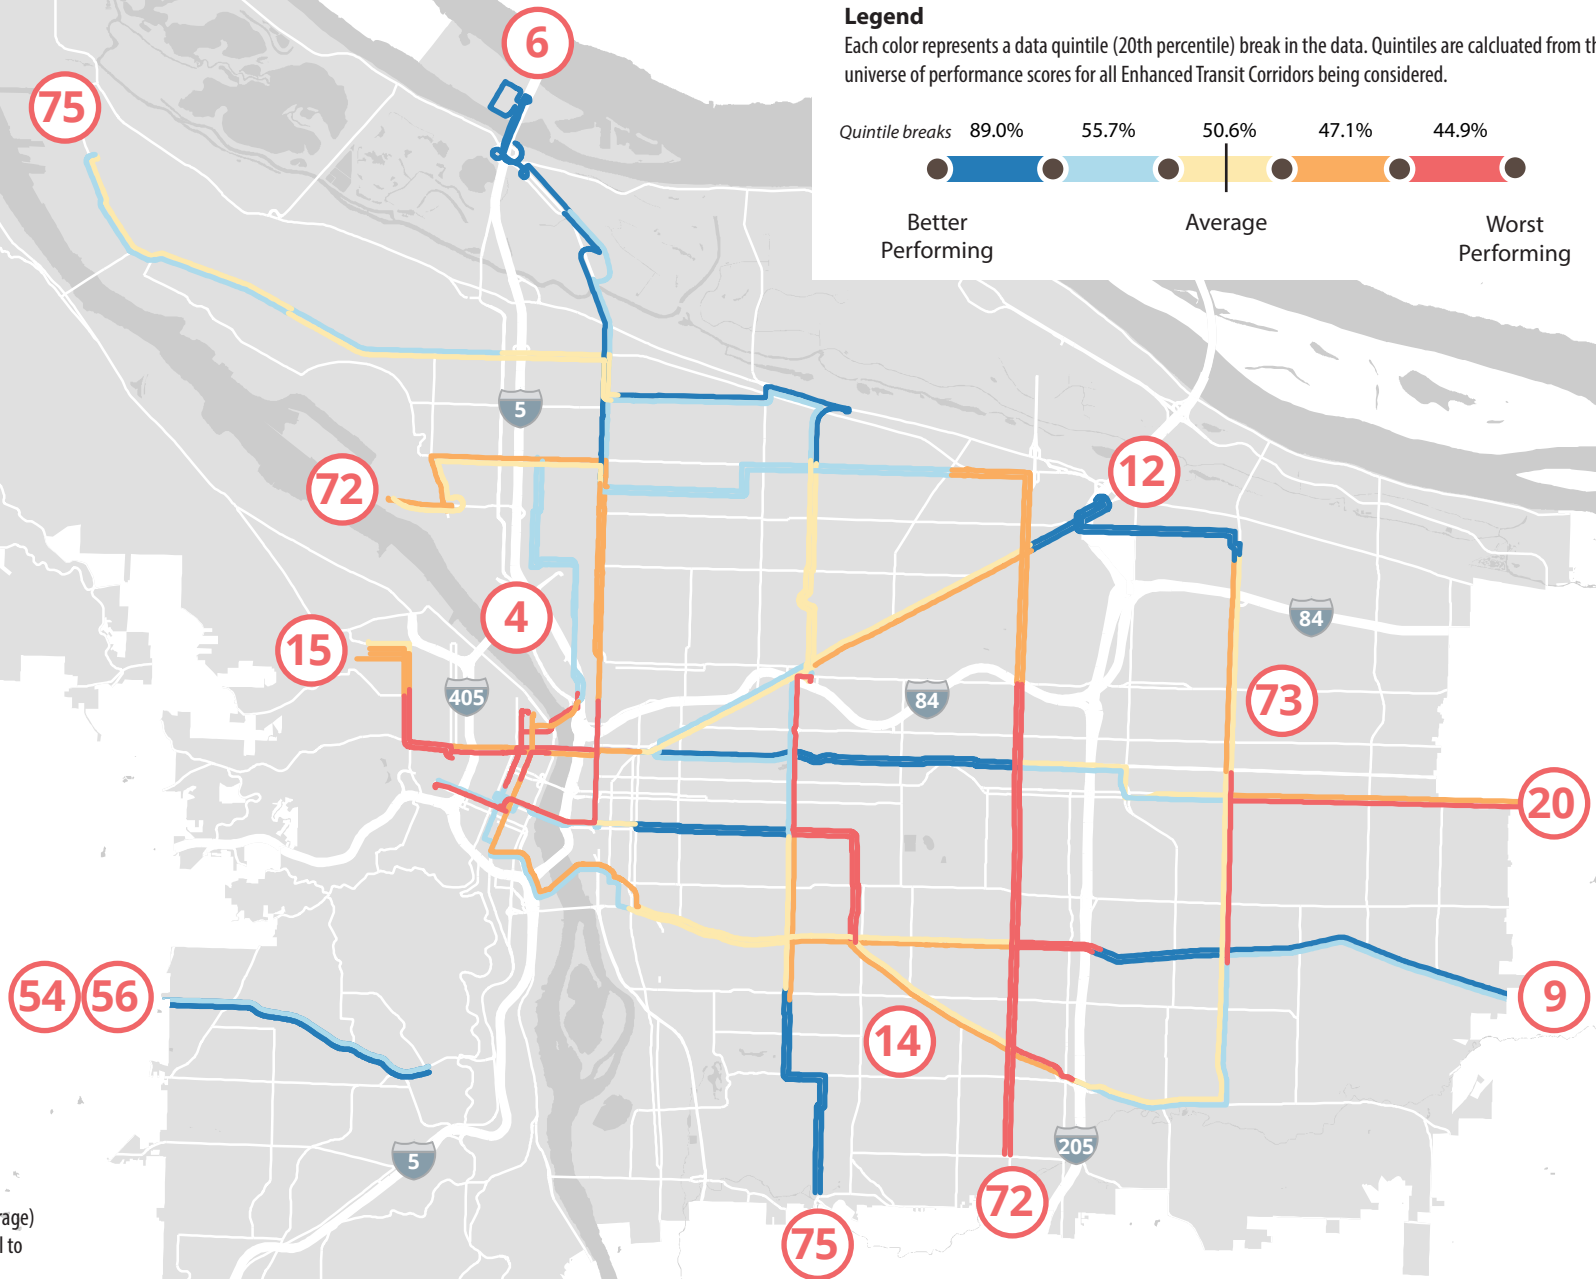 Legend
Each color represents a data quintile (20th percentile) break in the data. Quintiles are calcluated from
universe of performance scores for all Enhanced Transit Corridors being considered.
Quintile breaks 89.0% 55.7% 50.6% 47.1% 44.9%
Better Performing
Average
Worst Performing
6
75
5
72
12
4
84
15
405
84
73
20
54 56
9
14
5
205
72
75
to